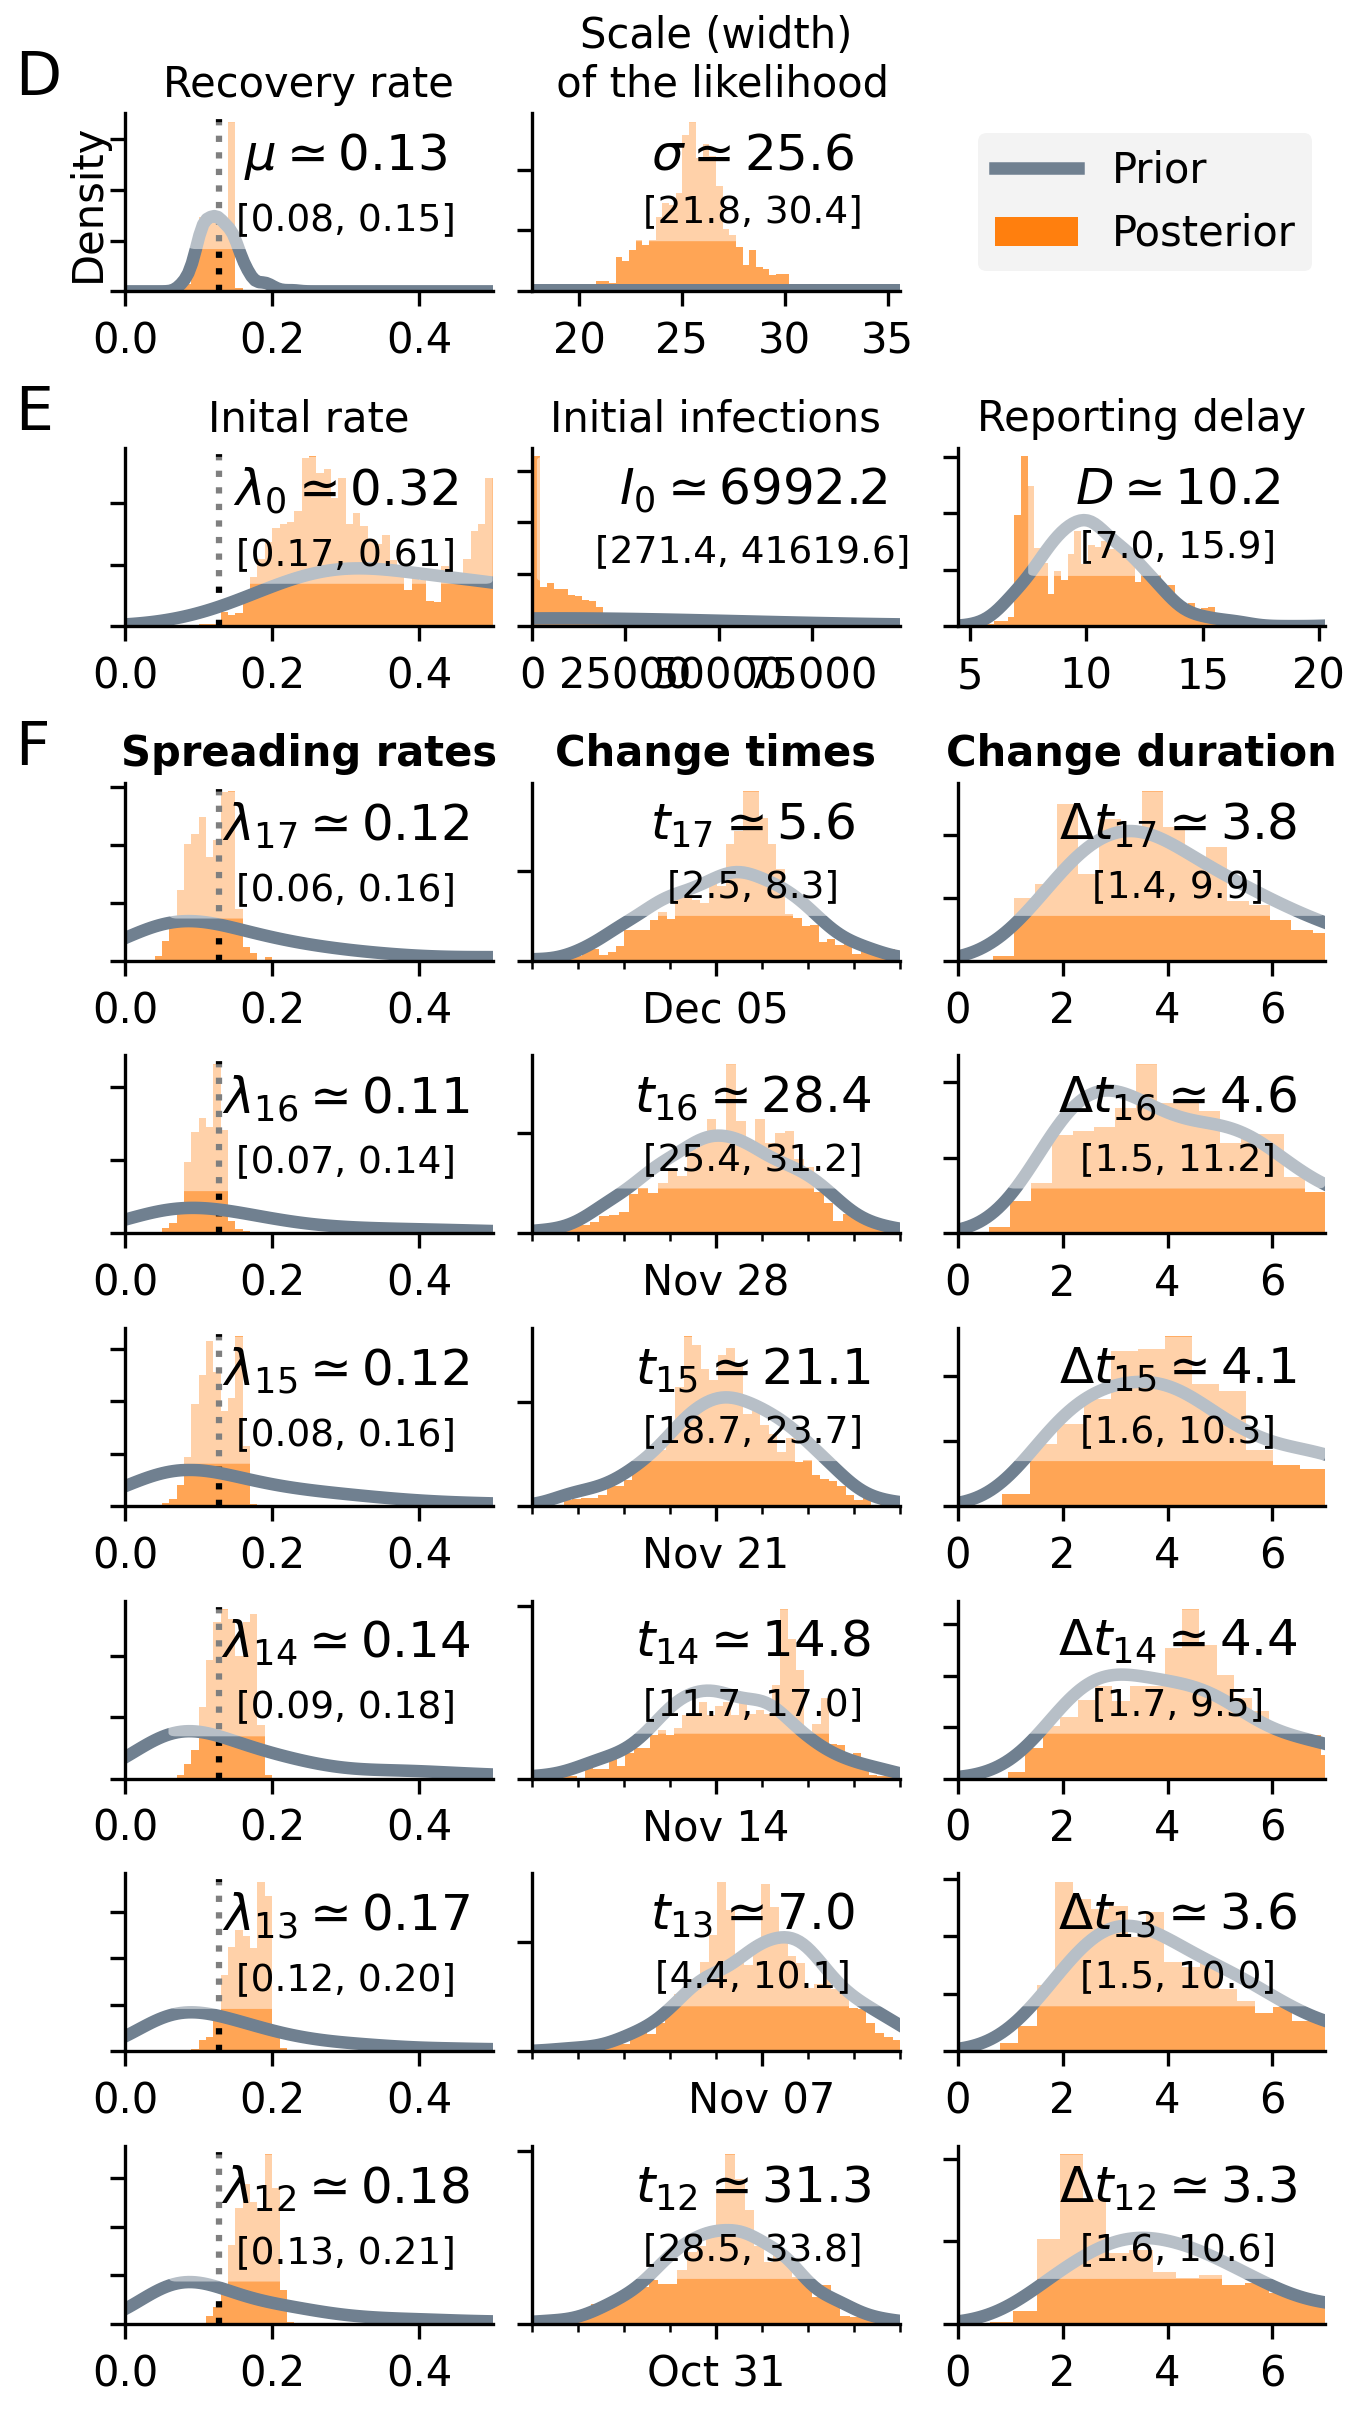 D
Recovery rate
Scale (width)
of the likelihood
Density
μ ≃ 0.13
[0.08, 0.15]
0.0 0.2 0.4
σ ≃ 25.6
[21.8, 30.4]
20 25 30 35
Prior
Posterior
E
Inital rate
λ0 ≃ 0.32
[0.17, 0.61]
0.0 0.2 0.4
Initial infections
I0 ≃ 6992.2
[271.4, 41619.6]
0 25000 50000 75000
Reporting delay
D ≃ 10.2
[7.0, 15.9]
5 10 15 20
F
Spreading rates
Change times
Change duration
λ17 ≃ 0.12
[0.06, 0.16]
0.0 0.2 0.4
t17 ≃ 5.6
[2.5, 8.3]
Dec 05
Δt17 ≃ 3.8
[1.4, 9.9]
0 2 4 6
λ16 ≃ 0.11
[0.07, 0.14]
0.0 0.2 0.4
t16 ≃ 28.4
[25.4, 31.2]
Nov 28
Δt16 ≃ 4.6
[1.5, 11.2]
0 2 4 6
λ15 ≃ 0.12
[0.08, 0.16]
0.0 0.2 0.4
t15 ≃ 21.1
[18.7, 23.7]
Nov 21
Δt15 ≃ 4.1
[1.6, 10.3]
0 2 4 6
λ14 ≃ 0.14
[0.09, 0.18]
0.0 0.2 0.4
t14 ≃ 14.8
[11.7, 17.0]
Nov 14
Δt14 ≃ 4.4
[1.7, 9.5]
0 2 4 6
λ13 ≃ 0.17
[0.12, 0.20]
0.0 0.2 0.4
t13 ≃ 7.0
[4.4, 10.1]
Nov 07
Δt13 ≃ 3.6
[1.5, 10.0]
0 2 4 6
λ12 ≃ 0.18
[0.13, 0.21]
0.0 0.2 0.4
t12 ≃ 31.3
[28.5, 33.8]
Oct 31
Δt12 ≃ 3.3
[1.6, 10.6]
0 2 4 6